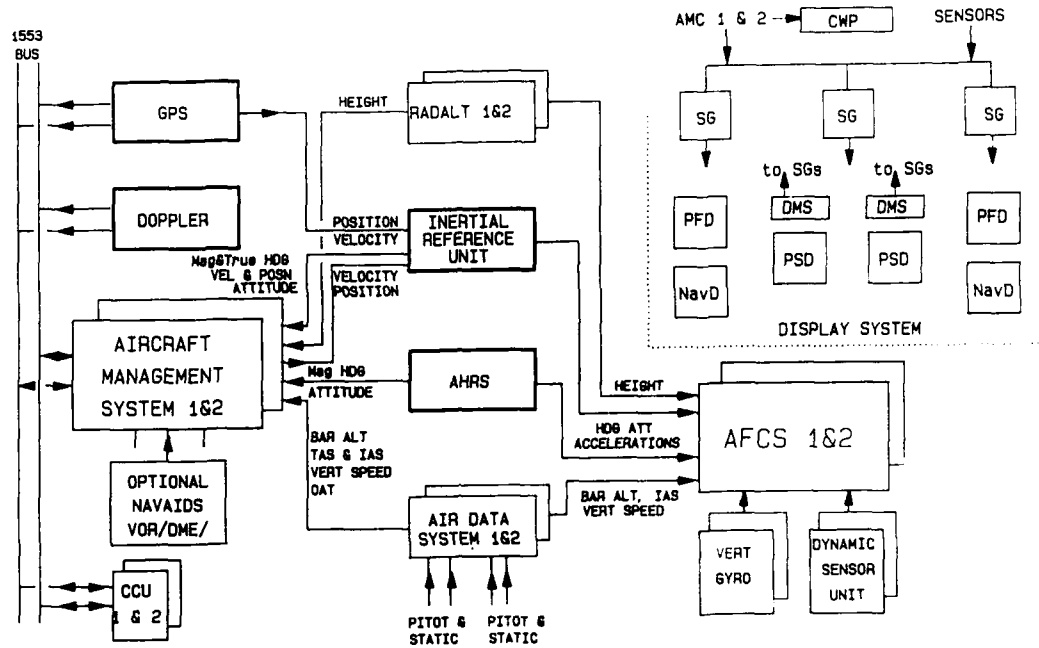 1553
BUS
AMC 1 & 2
CWP
SENSORS
GPS
HEIGHT
RADALT 1&2
SG
SG
SG
to SGs
to SGs
DOPPLER
POSITION
VELOCITY
INERTIAL
REFERENCE
UNIT
PFD
DMS
DMS
PFD
PSD
PSD
Mag&True HDG
VEL & POSN
ATTITUDE
VELOCITY
POSITION
NavD
NavD
DISPLAY SYSTEM
AIRCRAFT
MANAGEMENT
SYSTEM 1&2
Mag HDG
ATTITUDE
AHRS
HEIGHT
HDG ATT
ACCELERATIONS
AFCS 1&2
BAR ALT
TAS & IAS
VERT SPEED
OAT
OPTIONAL
NAVAIDS
VOR/DME/
BAR ALT, IAS
VERT SPEED
AIR DATA
SYSTEM 1&2
VERT
GYRO
DYNAMIC
SENSOR
UNIT
CCU
1 & 2
PITOT &
STATIC
PITOT &
STATIC